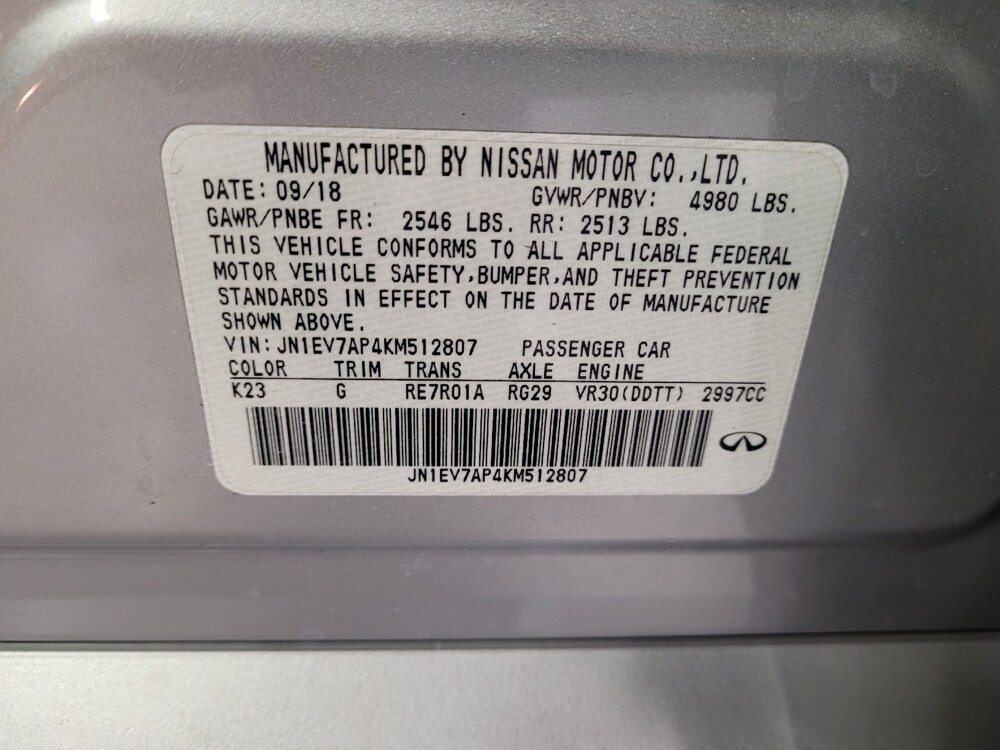 MANUFACTURED BY NISSAN MOTOR CO.,LTD.
DATE: 09/18 GVWR/PNBV: 4980 LBS.
GAWR/PNBE FR: 2546 LBS. RR: 2513 LBS.
THIS VEHICLE CONFORMS TO ALL APPLICABLE FEDERAL
MOTOR VEHICLE SAFETY,BUMPER,AND THEFT PREVENTION
STANDARDS IN EFFECT ON THE DATE OF MANUFACTURE
SHOWN ABOVE.
VIN: JN1EV7AP4KM512807 PASSENGER CAR
COLOR TRIM TRANS AXLE ENGINE
K23 G RE7R01A RG29 VR30(DDTT) 2997CC
JN1EV7AP4KM512807